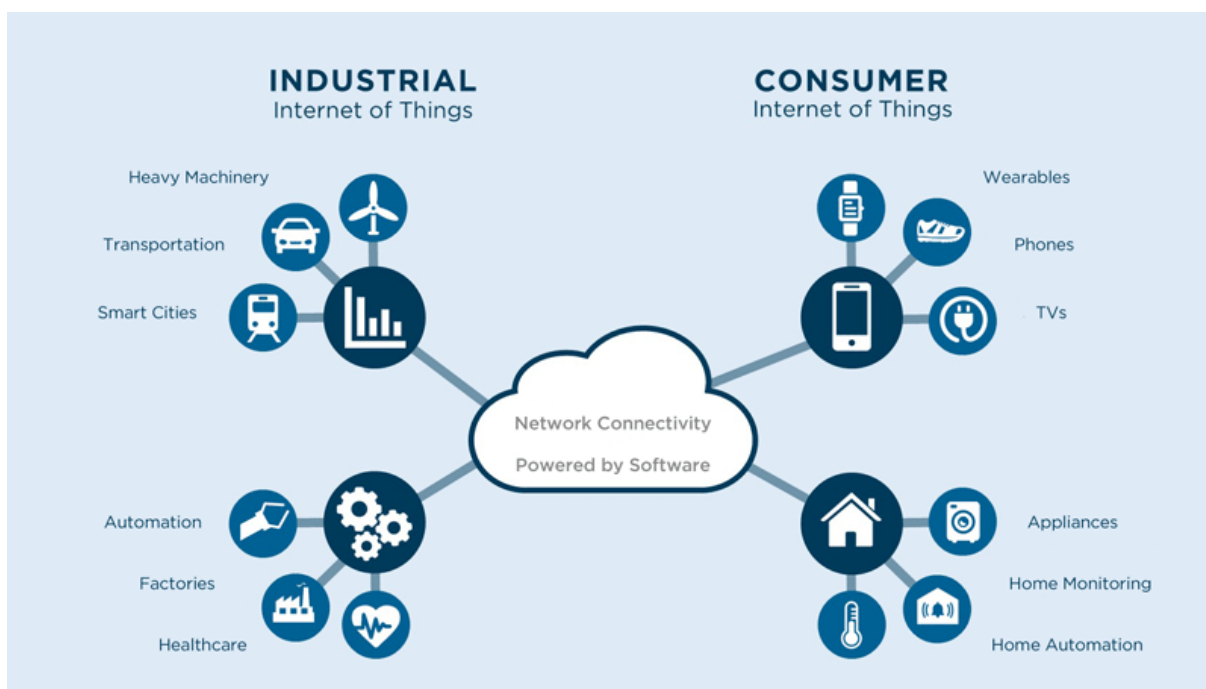 INDUSTRIAL
Internet of Things
CONSUMER
Internet of Things
Heavy Machinery
Transportation
Smart Cities
Wearables
Phones
TVs
Network Connectivity
Powered by Software
Automation
Factories
Healthcare
Appliances
Home Monitoring
Home Automation